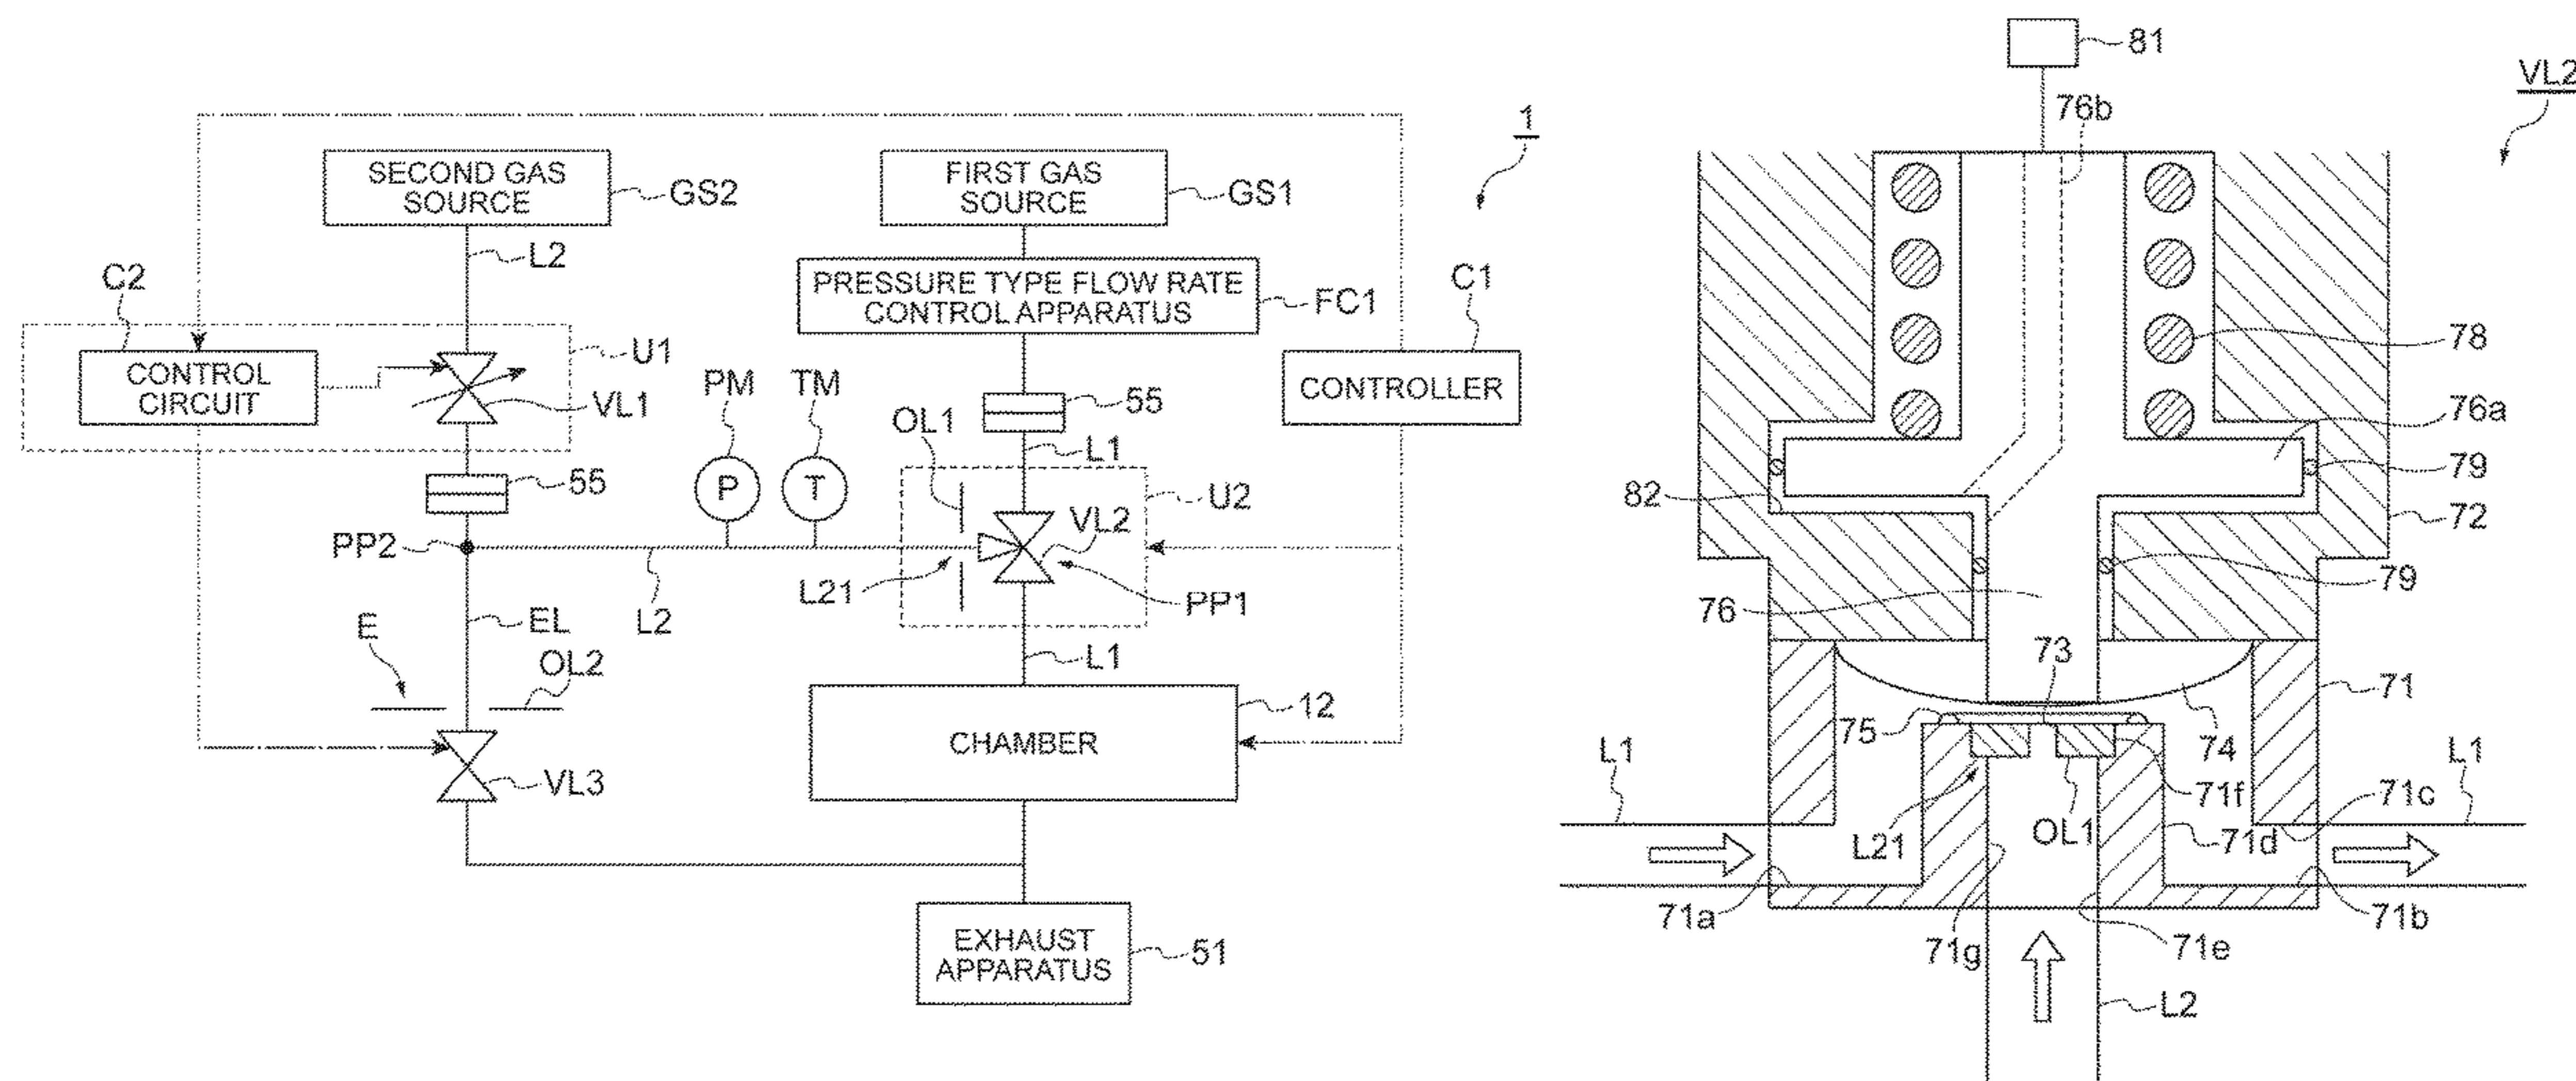 1
SECOND GAS
SOURCE
GS2
FIRST GAS
SOURCE
GS1
L2
C2
PRESSURE TYPE FLOW RATE
CONTROL APPARATUS
FC1
C1
CONTROL
CIRCUIT
U1
VL1
PM
TM
OL1
55
CONTROLLER
L1
P
T
55
U2
VL2
PP2
L21
PP1
L2
EL
E
OL2
L1
12
CHAMBER
VL3
EXHAUST
APPARATUS
51
81
VL2
76b
78
76a
79
82
72
79
76
73
71
75
74
L1
L1
71f
71c
L21
OL1
71d
71a
71b
71g
71e
L2